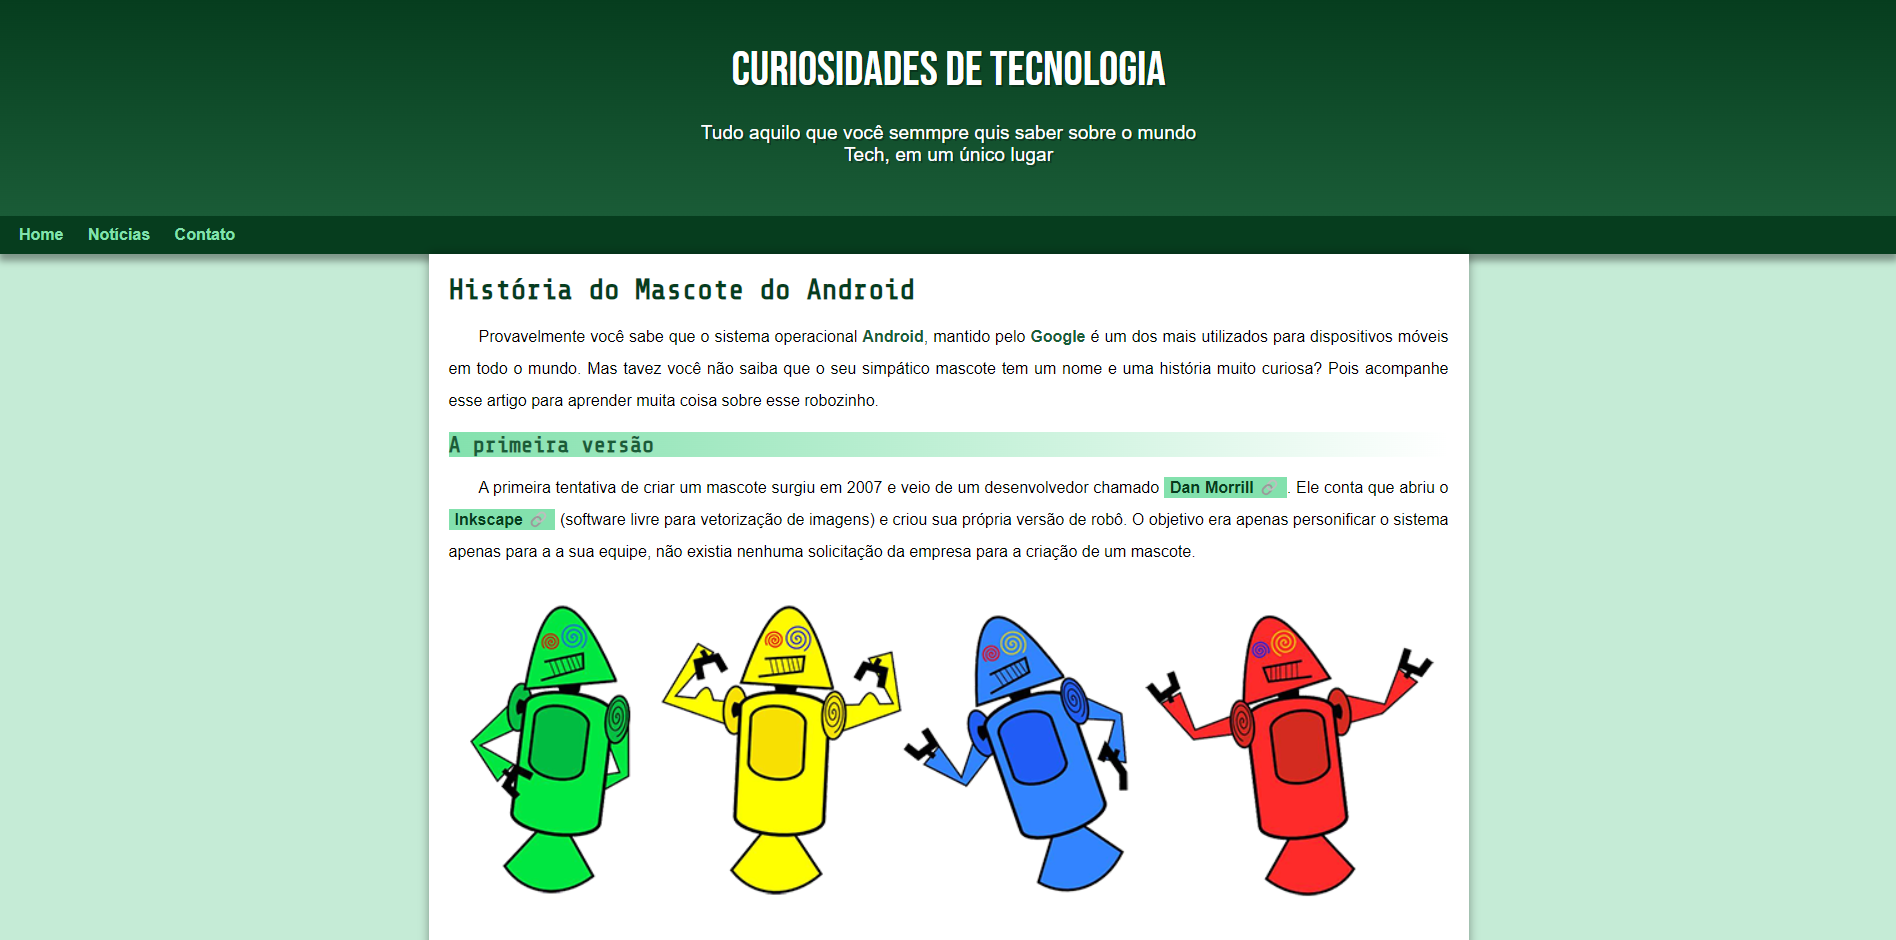 CURIOSIDADES DE TECNOLOGIA
Tudo aquilo que você semmpre quis saber sobre o mundo
Tech, em um único lugar
Home Notícias Contato
História do Mascote do Android
Provavelmente você sabe que o sistema operacional Android, mantido pelo Google é um dos mais utilizados para dispositivos móveis
em todo o mundo. Mas tavez você não saiba que o seu simpático mascote tem um nome e uma história muito curiosa? Pois acompanhe
esse artigo para aprender muita coisa sobre esse robozinho.
A primeira versão
A primeira tentativa de criar um mascote surgiu em 2007 e veio de um desenvolvedor chamado Dan Morrill . Ele conta que abriu o
Inkscape (software livre para vetorização de imagens) e criou sua própria versão de robô. O objetivo era apenas personificar o sistema
apenas para a a sua equipe, não existia nenhuma solicitação da empresa para a criação de um mascote.